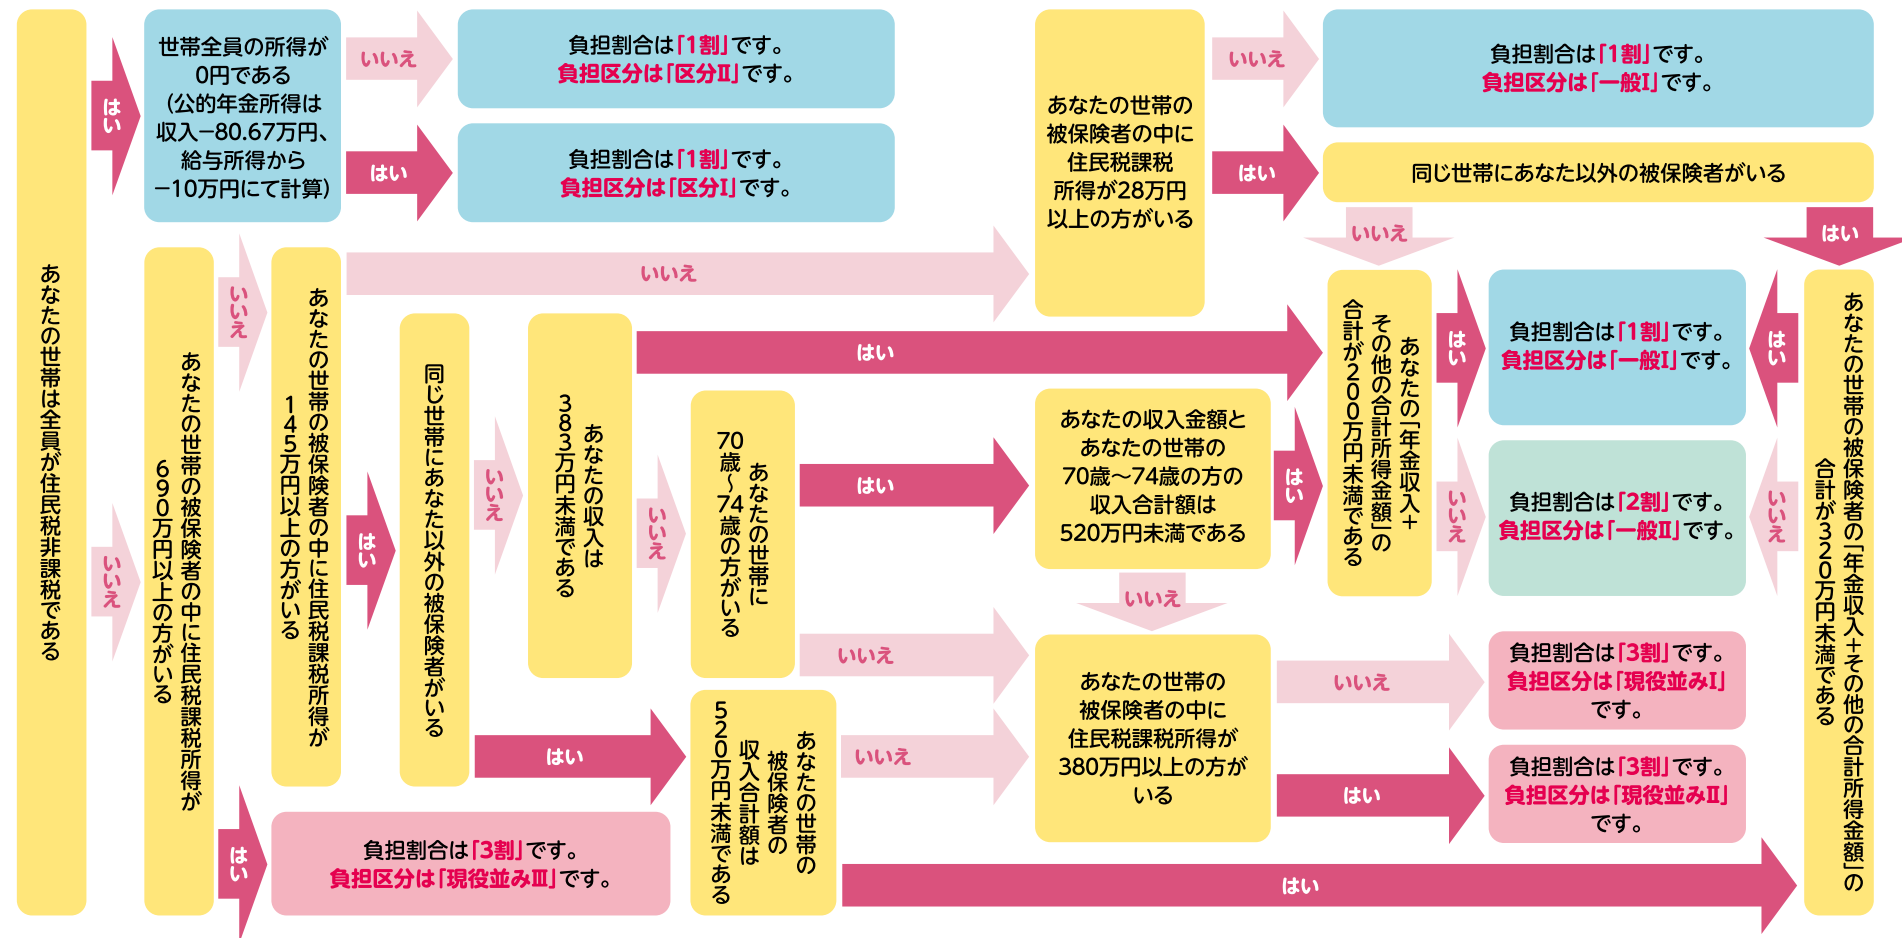 あなたの世帯は全員が住民税非課税である
はい
世帯全員の所得が
0円である
(公的年金所得は
収入−80.67万円、
給与所得から
−10万円にて計算)
いいえ
負担割合は「1割」です。
負担区分は「区分Ⅱ」です。
はい
負担割合は「1割」です。
負担区分は「区分Ⅰ」です。
いいえ
あなたの世帯の被保険者の中に住民税課税所得が
690万円以上の方がいる
はい
負担割合は「3割」です。
負担区分は「現役並みⅢ」です。
いいえ
あなたの世帯の被保険者の中に住民税課税所得が
145万円以上の方がいる
いいえ
あなたの世帯の
被保険者の中に
住民税課税
所得が28万円
以上の方がいる
いいえ
負担割合は「1割」です。
負担区分は「一般Ⅰ」です。
はい
同じ世帯にあなた以外の被保険者がいる
いいえ
はい
はい
同じ世帯にあなた以外の被保険者がいる
いいえ
あなたの収入は
383万円未満である
はい
いいえ
あなたの世帯に
70歳〜74歳の方がいる
はい
あなたの収入金額と
あなたの世帯の
70歳〜74歳の方の
収入合計額は
520万円未満である
はい
いいえ
いいえ
はい
あなたの世帯の
被保険者の
収入合計額は
520万円未満である
いいえ
はい
あなたの世帯の
被保険者の中に
住民税課税所得が
380万円以上の方が
いる
いいえ
負担割合は「3割」です。
負担区分は「現役並みⅠ」
です。
はい
負担割合は「3割」です。
負担区分は「現役並みⅡ」
です。
あなたの「年金収入+
その他の合計所得金額」の
合計が200万円未満である
はい
負担割合は「1割」です。
負担区分は「一般Ⅰ」です。
はい
いいえ
負担割合は「2割」です。
負担区分は「一般Ⅱ」です。
いいえ
あなたの世帯の被保険者の「年金収入+その他の合計所得金額」の
合計が320万円未満である